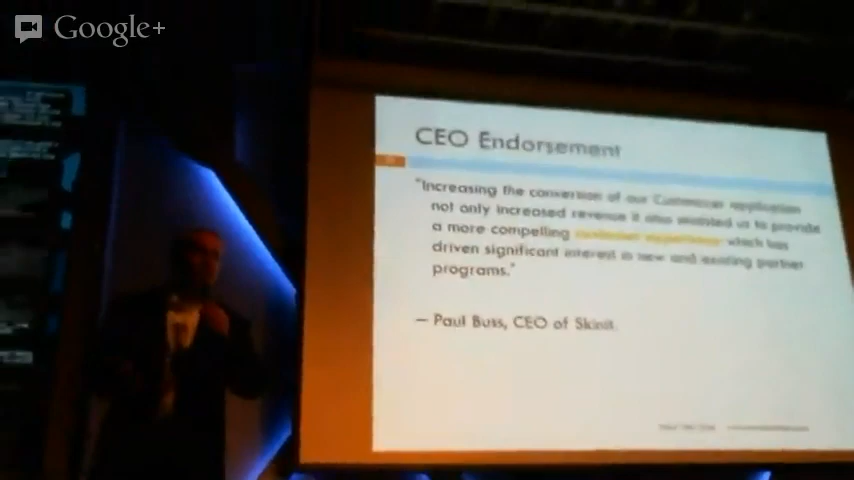 Google+
CEO Endorsement
"Increasing the convertion of our Customizer application
not only increased revenue it also enabled us to provide
a more compelling customer experience which has
driven significant interest in new and existing partner
programs."
— Paul Buss, CEO of Skinit.